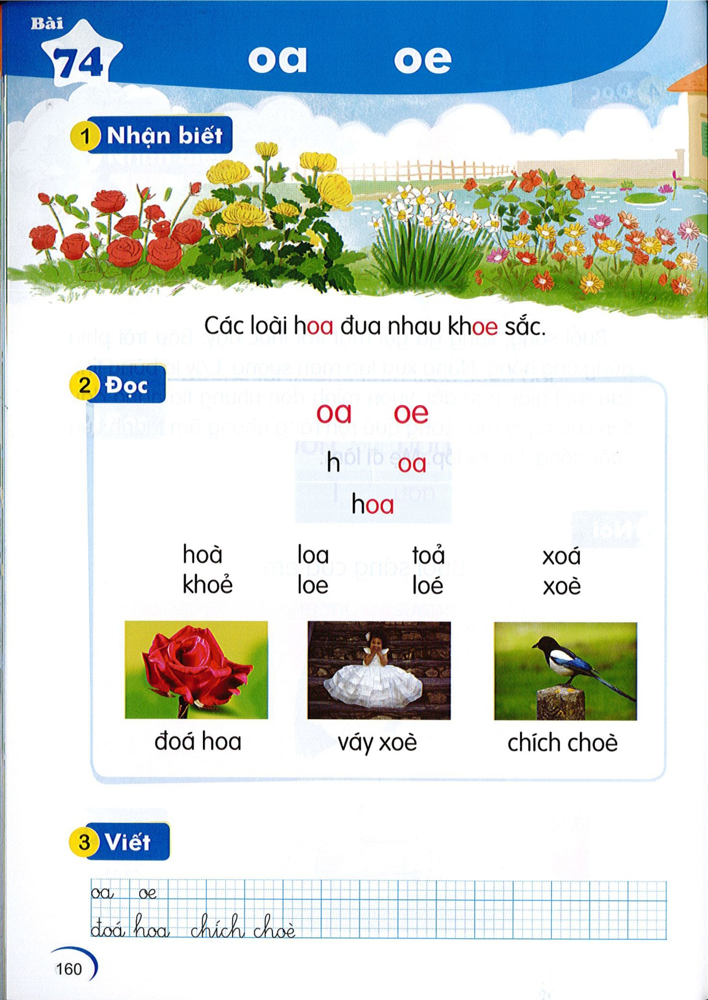 Bài
74
oa oe
1 Nhận biết
Các loài hoa đua nhau khoe sắc.
2 Đọc
oa oe
h oa
hoa
hoà loa toả xoá
khoẻ loe loé xoè
đoá hoa váy xoè chích choè
3 Viết
oa oe
đoá hoa chích choè
160